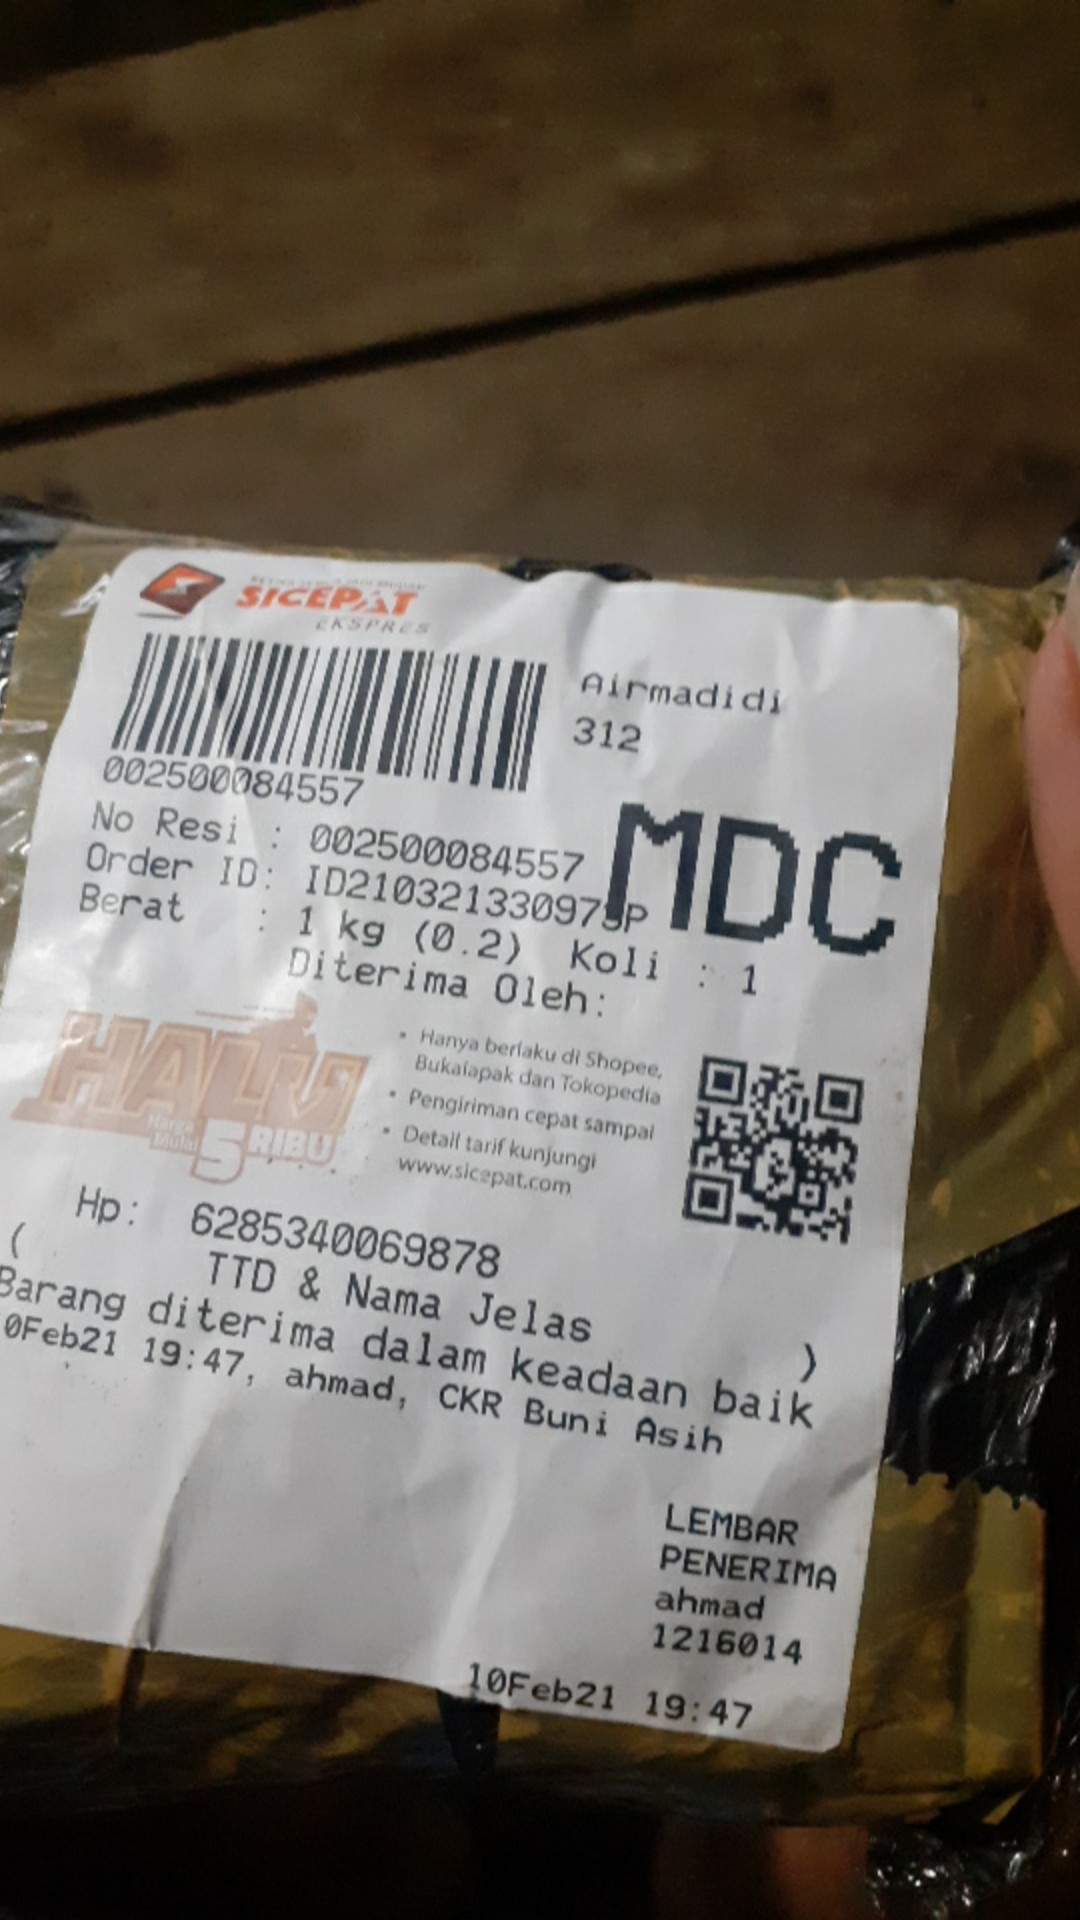 SICEPAT
EKSPRES
Airmadidi
312
002500084557
MDC
No Resi : 002500084557
Order ID: ID2103213309759P
Berat : 1 kg (0.2) Koli : 1
Diterima Oleh:
HALU
Harga Mulai 5 RIBU
• Hanya berlaku di Shopee,
Bukalapak dan Tokopedia
• Pengiriman cepat sampai
• Detail tarif kunjungi
www.sicepat.com
Hp: 6285340069878
( )
TTD & Nama Jelas
Barang diterima dalam keadaan baik
0Feb21 19:47, ahmad, CKR Buni Asih
LEMBAR
PENERIMA
ahmad
1216014
10Feb21 19:47